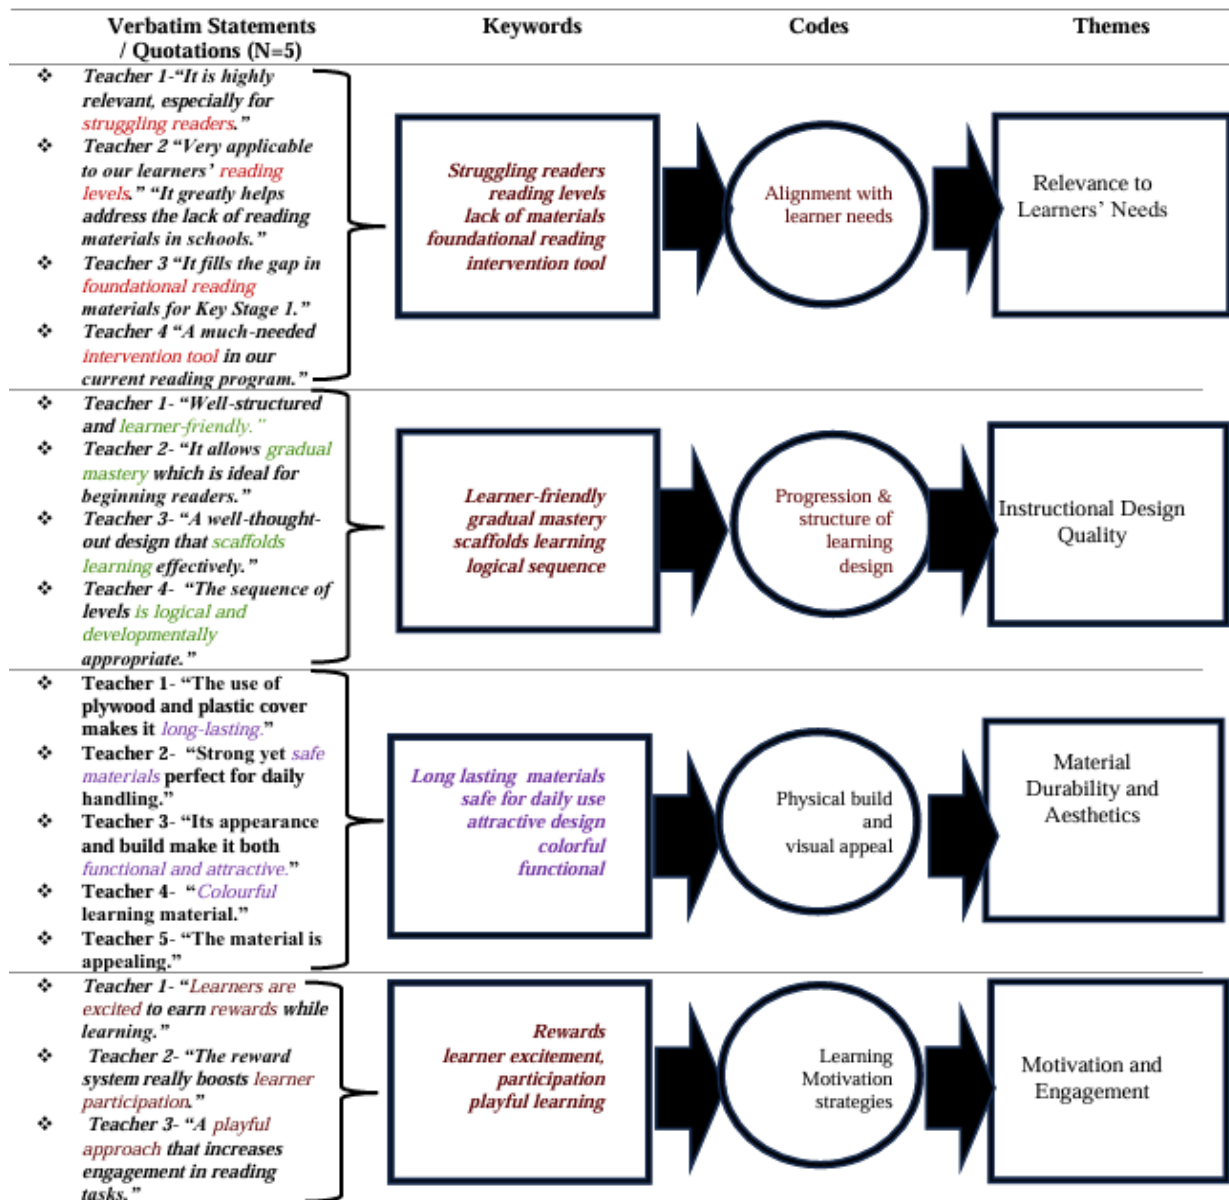 Verbatim Statements
/ Quotations (N=5)
Keywords
Codes
Themes
❖ Teacher 1-“It is highly
relevant, especially for
struggling readers.”
❖ Teacher 2 “Very applicable
to our learners’ reading
levels.” “It greatly helps
address the lack of reading
materials in schools.”
❖ Teacher 3 “It fills the gap in
foundational reading
materials for Key Stage 1.”
❖ Teacher 4 “A much-needed
intervention tool in our
current reading program.”
Struggling readers
reading levels
lack of materials
foundational reading
intervention tool
Alignment with
learner needs
Relevance to
Learners’ Needs
❖ Teacher 1- “Well-structured
and learner-friendly.”
❖ Teacher 2- “It allows gradual
mastery which is ideal for
beginning readers.”
❖ Teacher 3- “A well-thought-
out design that scaffolds
learning effectively.”
❖ Teacher 4- “The sequence of
levels is logical and
developmentally
appropriate.”
Learner-friendly
gradual mastery
scaffolds learning
logical sequence
Progression &
structure of
learning
design
Instructional Design
Quality
❖ Teacher 1- “The use of
plywood and plastic cover
makes it long-lasting.”
❖ Teacher 2- “Strong yet safe
materials perfect for daily
handling.”
❖ Teacher 3- “Its appearance
and build make it both
functional and attractive.”
❖ Teacher 4- “Colourful
learning material.”
❖ Teacher 5- “The material is
appealing.”
Long lasting materials
safe for daily use
attractive design
colorful
functional
Physical build
and
visual appeal
Material
Durability and
Aesthetics
❖ Teacher 1- “Learners are
excited to earn rewards while
learning.”
❖ Teacher 2- “The reward
system really boosts learner
participation.”
❖ Teacher 3- “A playful
approach that increases
engagement in reading
tasks.”
Rewards
learner excitement,
participation
playful learning
Learning
Motivation
strategies
Motivation and
Engagement